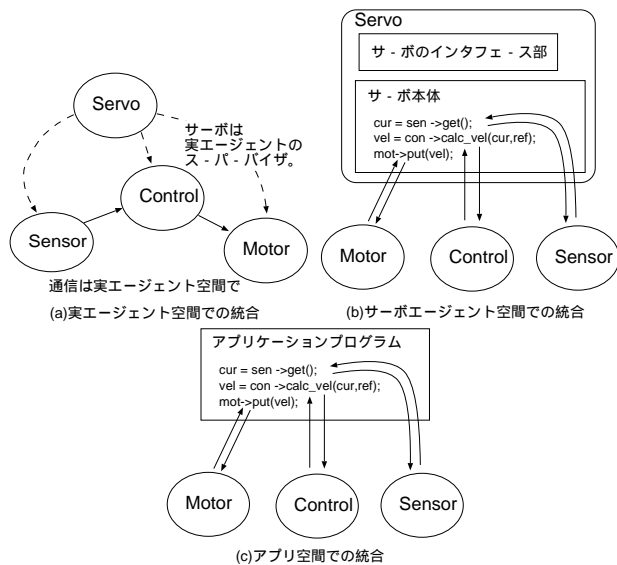 Servo
サーボは
実エージェントの
ス - パ - バイザ。
Control
Sensor
Motor
通信は実エージェント空間で
(a)実エージェント空間での統合
Servo
サ - ボのインタフェ - ス部
サ - ボ本体
cur = sen ->get();
vel = con ->calc_vel(cur,ref);
mot->put(vel);
Motor
Control
Sensor
(b)サーボエージェント空間での統合
アプリケーションプログラム
cur = sen ->get();
vel = con ->calc_vel(cur,ref);
mot->put(vel);
Motor
Control
Sensor
(c)アプリ空間での統合